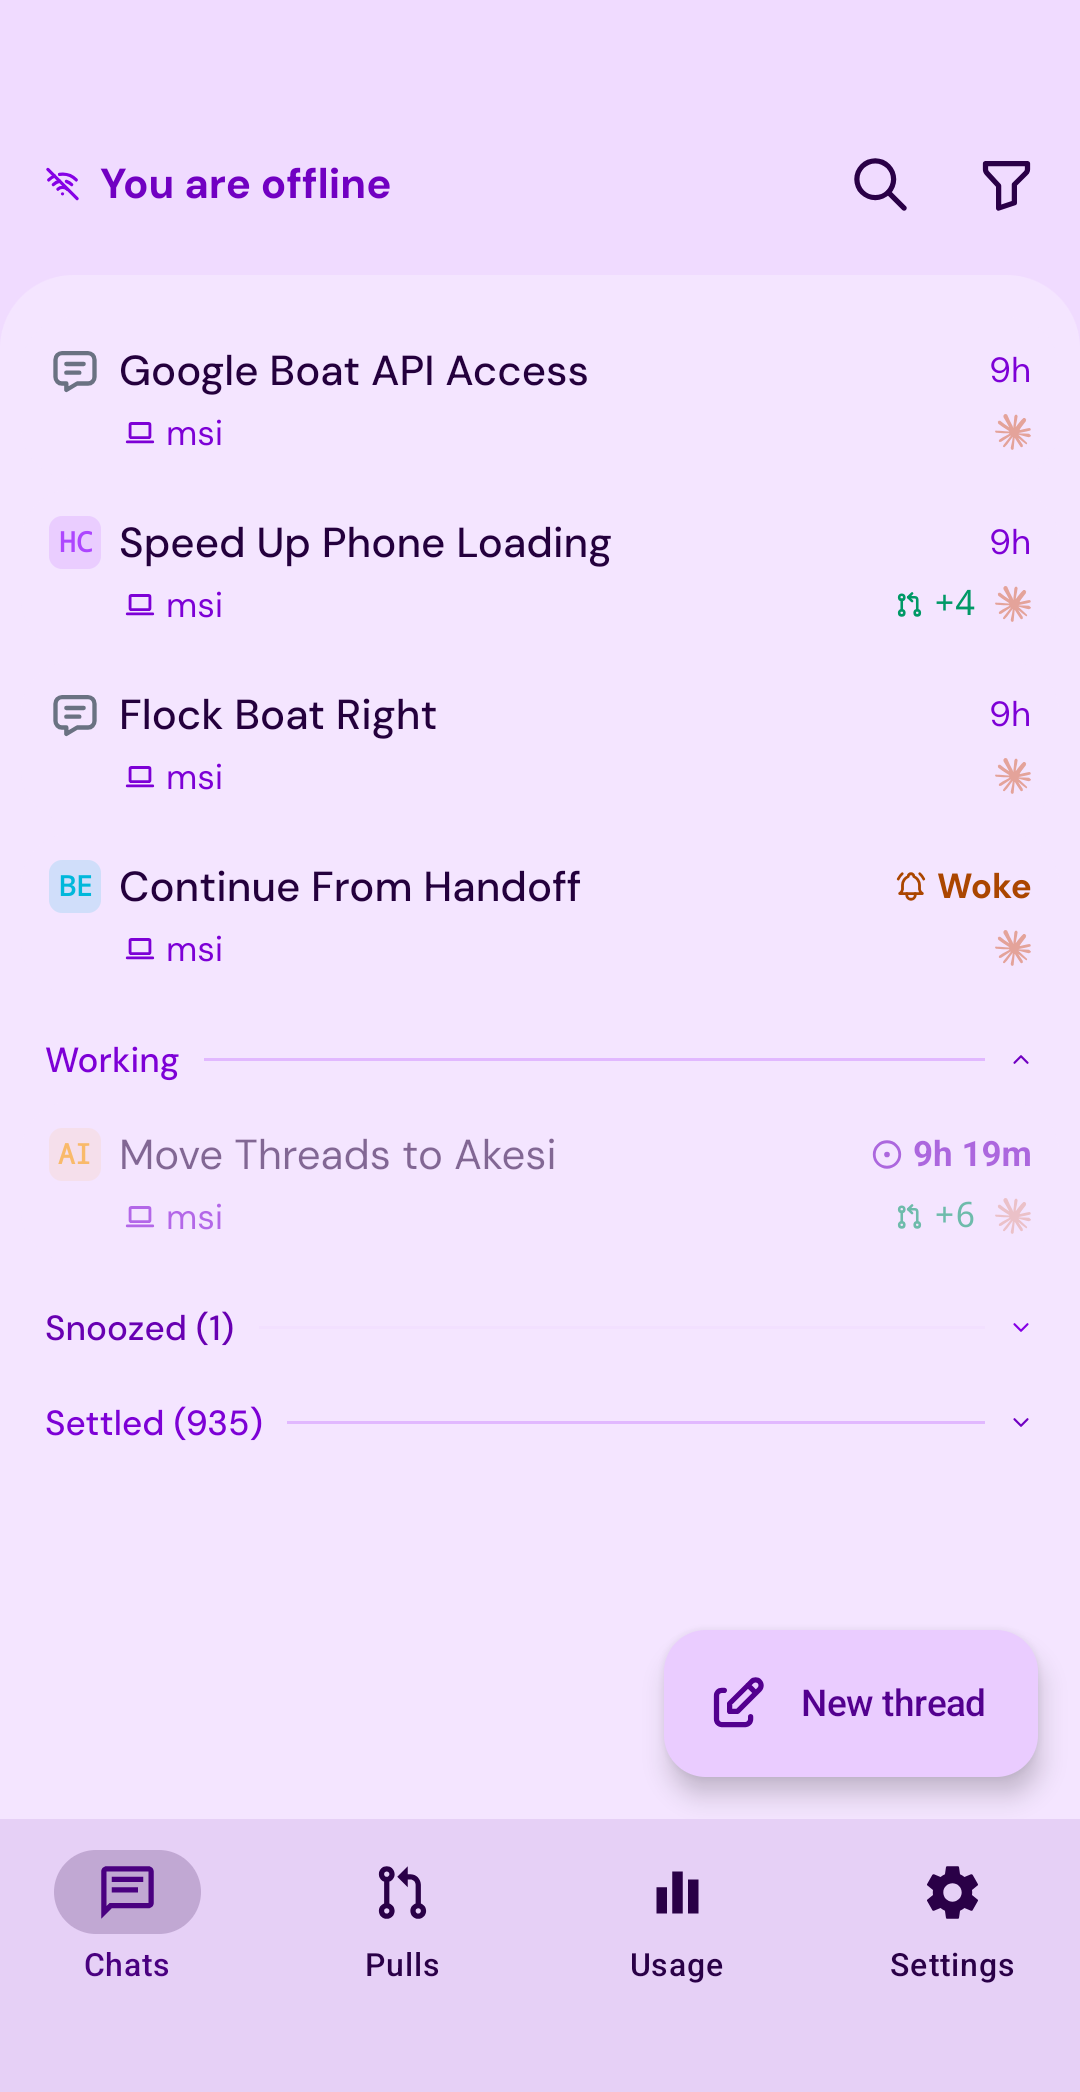 You are offline
Google Boat API Access 9h
msi
HC Speed Up Phone Loading 9h
msi +4
Flock Boat Right 9h
msi
BE Continue From Handoff Woke
msi
Working
AI Move Threads to Akesi 9h 19m
msi +6
Snoozed (1)
Settled (935)
New thread
Chats Pulls Usage Settings